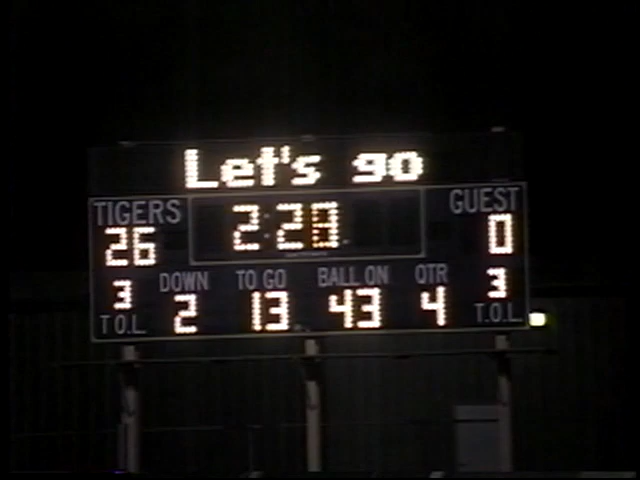 Let's go
TIGERS 2:28 GUEST
26 0
DOWN TO GO BALL ON QTR
3 2 13 43 4 3
T.O.L. T.O.L.